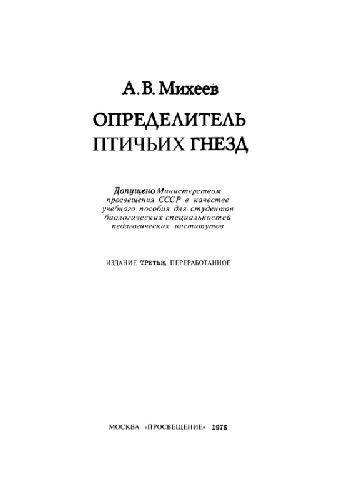 А. В. Михеев
ОПРЕДЕЛИТЕЛЬ
ПТИЧЬИХ ГНЕЗД
Допущено Министерством
просвещения СССР в качестве
учебного пособия для студентов
биологических специальностей
педагогических институтов
ИЗДАНИЕ ТРЕТЬЕ, ПЕРЕРАБОТАННОЕ
МОСКВА «ПРОСВЕЩЕНИЕ» 1975